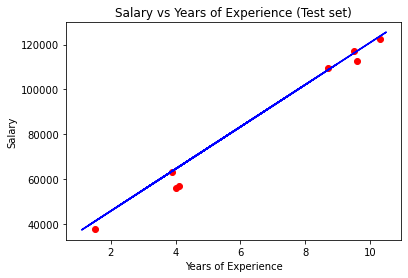 Salary vs Years of Experience (Test set)
120000
100000
80000
60000
40000
Salary
2 4 6 8 10
Years of Experience